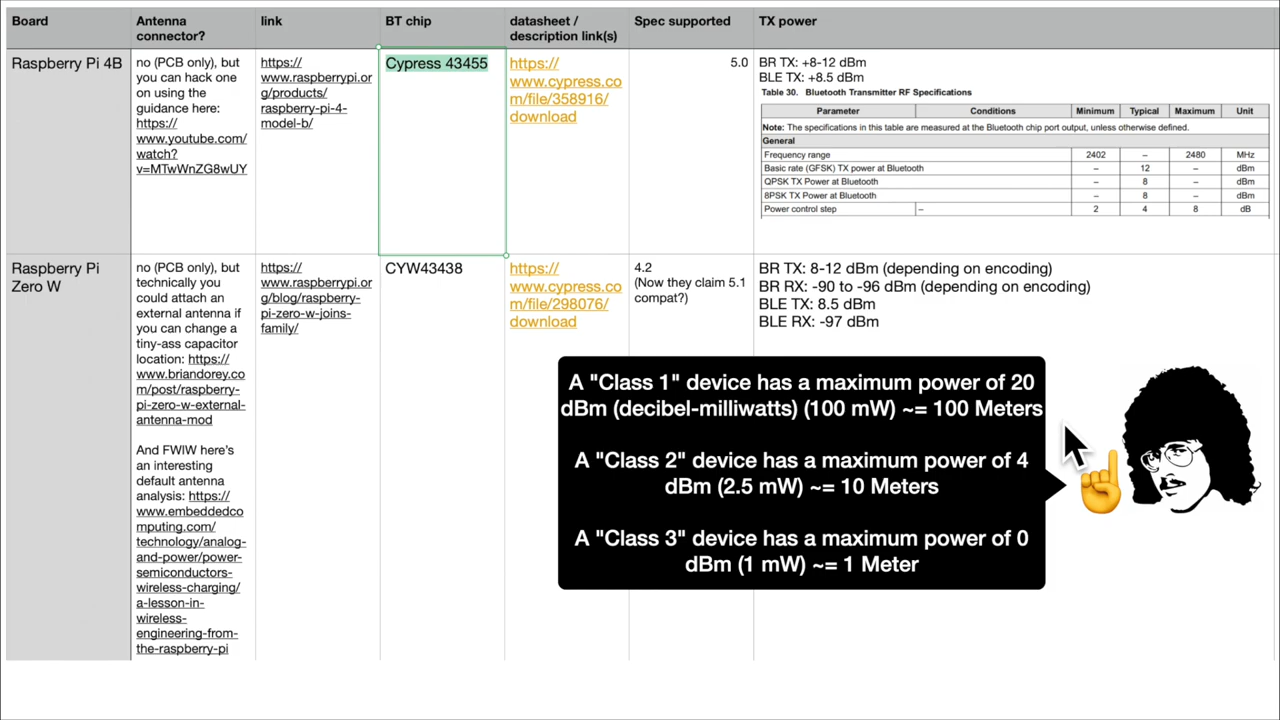 Board
Antenna
connector?
link
BT chip
datasheet /
description link(s)
Spec supported
TX power
Raspberry Pi 4B
no (PCB only), but
you can hack one
on using the
guidance here:
https://
www.youtube.com/
watch?
v=MTwWnZG8wUY
https://
www.raspberrypi.or
g/products/
raspberry-pi-4-
model-b/
Cypress 43455
https://
www.cypress.co
m/file/358916/
download
5.0
BR TX: +8-12 dBm
BLE TX: +8.5 dBm
Table 30. Bluetooth Transmitter RF Specifications
Parameter Conditions Minimum Typical Maximum Unit
Note: The specifications in this table are measured at the Bluetooth chip port output, unless otherwise defined.
General
Frequency range 2402 – 2480 MHz
Basic rate (GFSK) TX power at Bluetooth – 12 – dBm
QPSK TX Power at Bluetooth – 8 – dBm
8PSK TX Power at Bluetooth – 8 – dBm
Power control step – 2 4 8 dB
Raspberry Pi
Zero W
no (PCB only), but
technically you
could attach an
external antenna if
you can change a
tiny-ass capacitor
location: https://
www.briandorey.co
m/post/raspberry-
pi-zero-w-external-
antenna-mod
And FWIW here's
an interesting
default antenna
analysis: https://
www.embeddedco
mputing.com/
technology/analog-
and-power/power-
semiconductors-
wireless-charging/
a-lesson-in-
wireless-
engineering-from-
the-raspberry-pi
https://
www.raspberrypi.or
g/blog/raspberry-
pi-zero-w-joins-
family/
CYW43438
https://
www.cypress.co
m/file/298076/
download
4.2
(Now they claim 5.1
compat?)
BR TX: 8-12 dBm (depending on encoding)
BR RX: -90 to -96 dBm (depending on encoding)
BLE TX: 8.5 dBm
BLE RX: -97 dBm
A "Class 1" device has a maximum power of 20
dBm (decibel-milliwatts) (100 mW) ~= 100 Meters
A "Class 2" device has a maximum power of 4
dBm (2.5 mW) ~= 10 Meters
A "Class 3" device has a maximum power of 0
dBm (1 mW) ~= 1 Meter